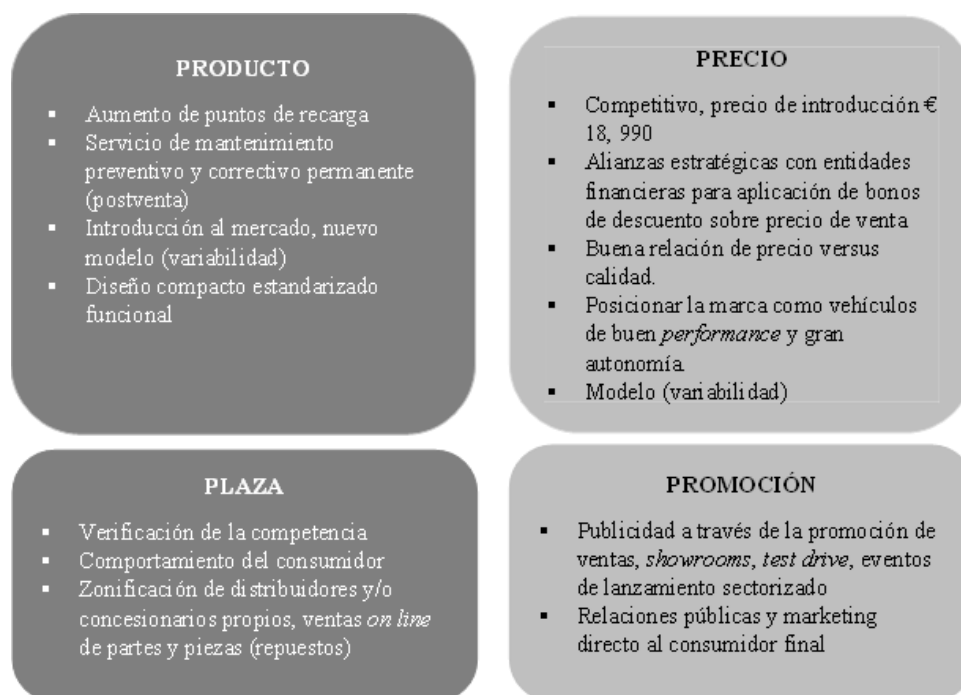 PRODUCTO
▪ Aumento de puntos de recarga
▪ Servicio de mantenimiento
preventivo y correctivo permanente
(postventa)
▪ Introducción al mercado, nuevo
modelo (variabilidad)
▪ Diseño compacto estandarizado
funcional
PRECIO
▪ Competitivo, precio de introducción €
18, 990
▪ Alianzas estratégicas con entidades
financieras para aplicación de bonos
de descuento sobre precio de venta
▪ Buena relación de precio versus
calidad.
▪ Posicionar la marca como vehículos
de buen performance y gran
autonomía.
▪ Modelo (variabilidad)
PLAZA
▪ Verificación de la competencia
▪ Comportamiento del consumidor
▪ Zonificación de distribuidores y/o
concesionarios propios, ventas on line
de partes y piezas (repuestos)
PROMOCIÓN
▪ Publicidad a través de la promoción de
ventas, showrooms, test drive, eventos
de lanzamiento sectorizado
▪ Relaciones públicas y marketing
directo al consumidor final